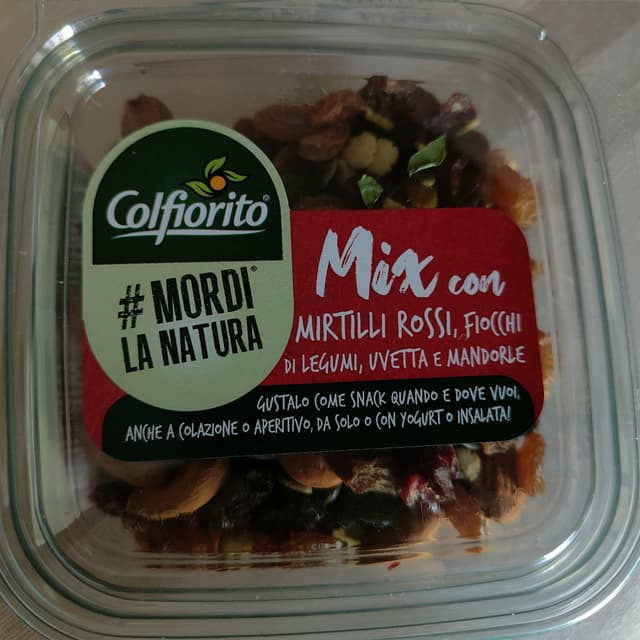 Colfiorito®
#MORDI®
LA NATURA
Mix con
MIRTILLI ROSSI, FIOCCHI
DI LEGUMI, UVETTA E MANDORLE
GUSTALO COME SNACK QUANDO E DOVE VUOI,
ANCHE A COLAZIONE O APERITIVO, DA SOLO O CON YOGURT O INSALATA!